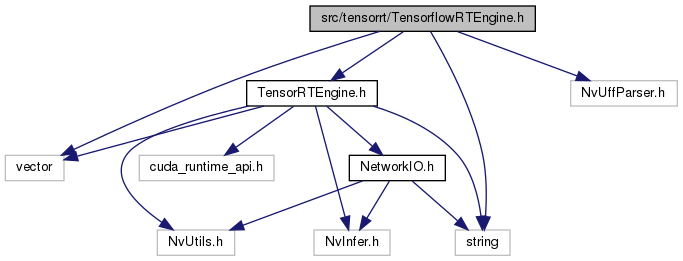 src/tensorrt/TensorflowRTEngine.h
TensorRTEngine.h
NvUffParser.h
vector
cuda_runtime_api.h
NetworkIO.h
NvUtils.h
NvInfer.h
string